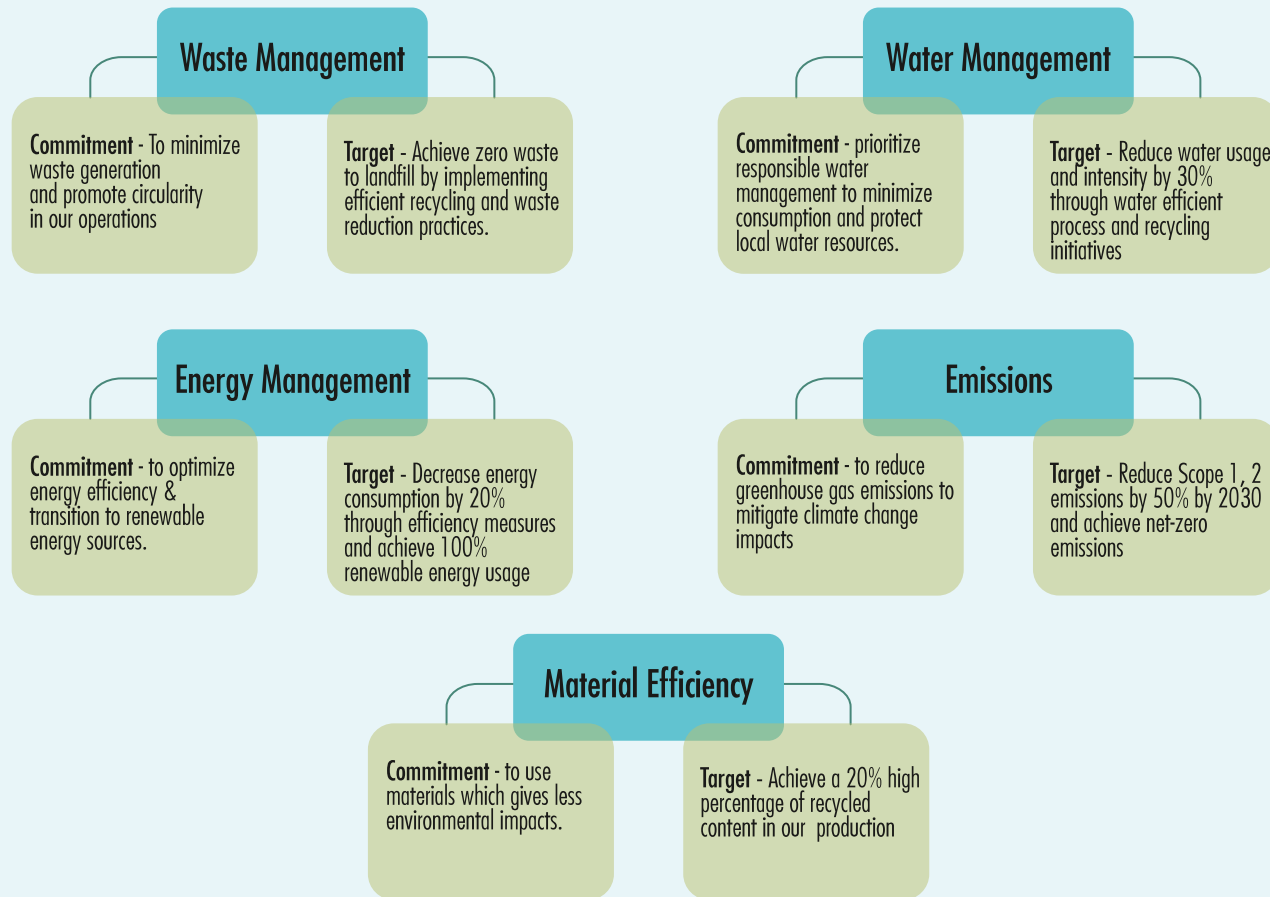 Waste Management
Commitment - To minimize
waste generation
and promote circularity
in our operations
Target - Achieve zero waste
to landfill by implementing
efficient recycling and waste
reduction practices.
Water Management
Commitment - prioritize
responsible water
management to minimize
consumption and protect
local water resources.
Target - Reduce water usage
and intensity by 30%
through water efficient
process and recycling
initiatives
Energy Management
Commitment - to optimize
energy efficiency &
transition to renewable
energy sources.
Target - Decrease energy
consumption by 20%
through efficiency measures
and achieve 100%
renewable energy usage
Emissions
Commitment - to reduce
greenhouse gas emissions to
mitigate climate change
impacts
Target - Reduce Scope 1, 2
emissions by 50% by 2030
and achieve net-zero
emissions
Material Efficiency
Commitment - to use
materials which gives less
environmental impacts.
Target - Achieve a 20% high
percentage of recycled
content in our  production